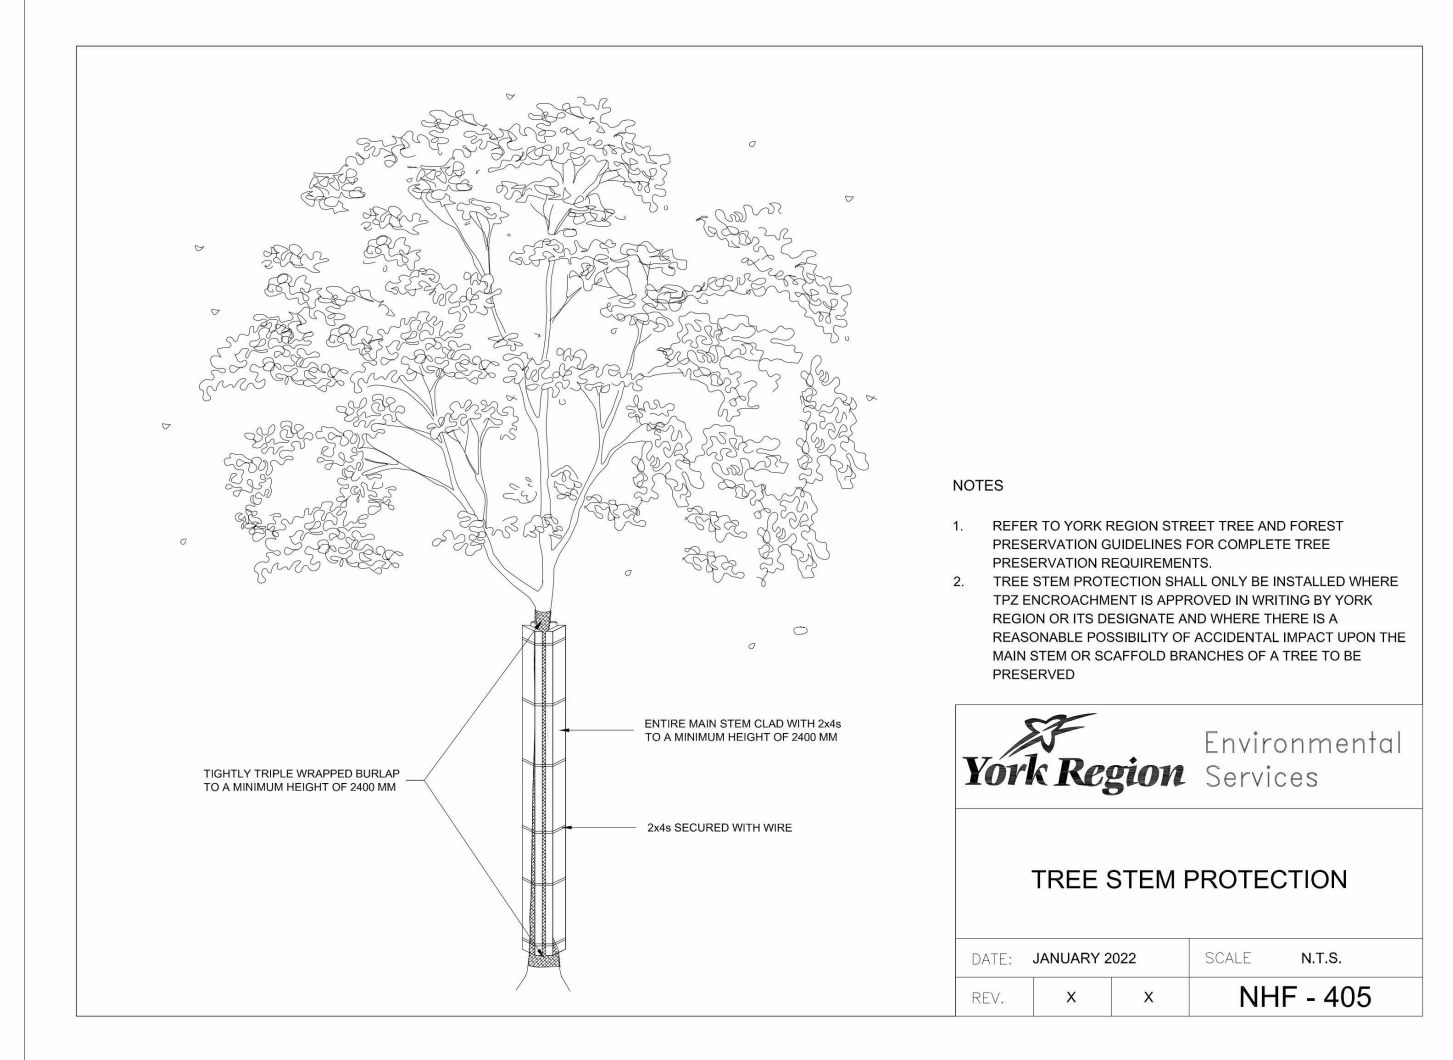 ENTIRE MAIN STEM CLAD WITH 2x4s
TO A MINIMUM HEIGHT OF 2400 MM
TIGHTLY TRIPLE WRAPPED BURLAP
TO A MINIMUM HEIGHT OF 2400 MM
2x4s SECURED WITH WIRE
NOTES
1. REFER TO YORK REGION STREET TREE AND FOREST
PRESERVATION GUIDELINES FOR COMPLETE TREE
PRESERVATION REQUIREMENTS.
2. TREE STEM PROTECTION SHALL ONLY BE INSTALLED WHERE
TPZ ENCROACHMENT IS APPROVED IN WRITING BY YORK
REGION OR ITS DESIGNATE AND WHERE THERE IS A
REASONABLE POSSIBILITY OF ACCIDENTAL IMPACT UPON THE
MAIN STEM OR SCAFFOLD BRANCHES OF A TREE TO BE
PRESERVED
York Region
Environmental
Services
TREE STEM PROTECTION
DATE: JANUARY 2022
SCALE N.T.S.
REV. X X
NHF - 405